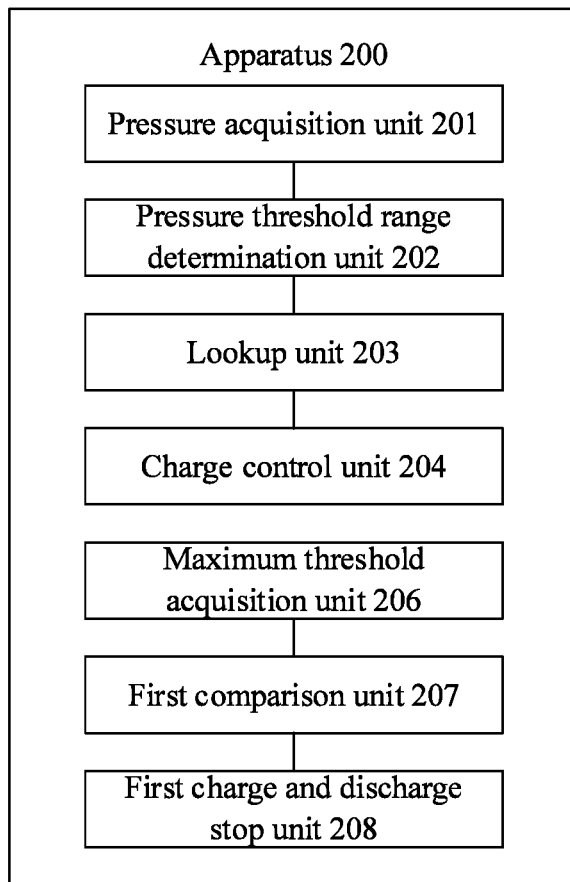 Apparatus 200
Pressure acquisition unit 201
Pressure threshold range
determination unit 202
Lookup unit 203
Charge control unit 204
Maximum threshold
acquisition unit 206
First comparison unit 207
First charge and discharge
stop unit 208